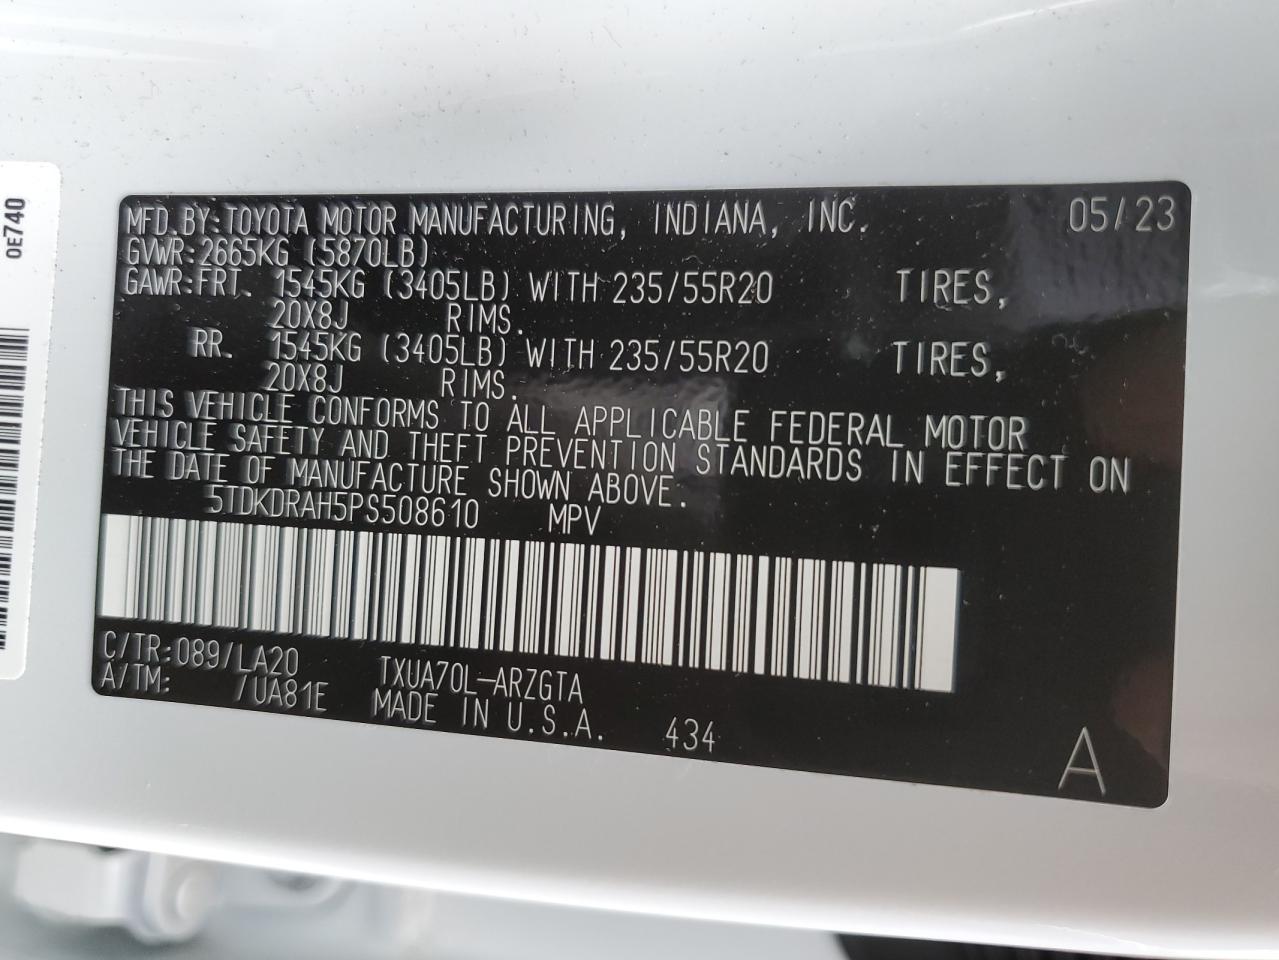 0E740
MFD.BY:TOYOTA MOTOR MANUFACTURING, INDIANA, INC. 05/23
GVWR:2665KG (5870LB)
GAWR:FRT. 1545KG (3405LB) WITH 235/55R20 TIRES,
20X8J RIMS.
RR. 1545KG (3405LB) WITH 235/55R20 TIRES,
20X8J RIMS.
THIS VEHICLE CONFORMS TO ALL APPLICABLE FEDERAL MOTOR
VEHICLE SAFETY AND THEFT PREVENTION STANDARDS IN EFFECT ON
THE DATE OF MANUFACTURE SHOWN ABOVE.
5TDKDRAH5PS508610 MPV
C/TR:089/LA20 TXUA70L-ARZGTA
A/TM: /UA81E MADE IN U.S.A. 434
A